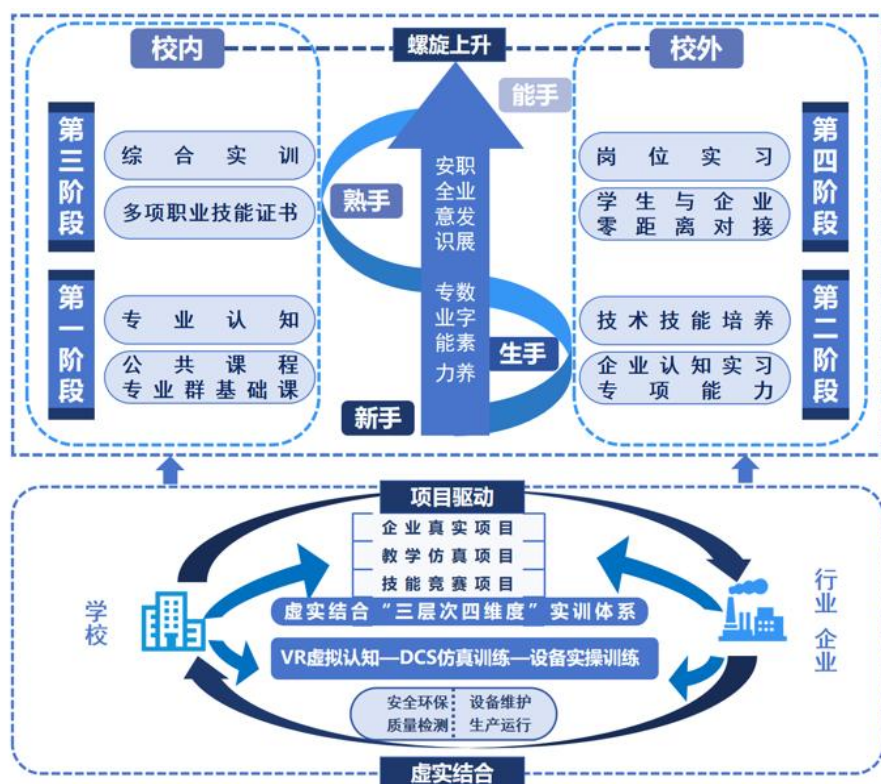 校内
螺旋上升
校外
能手
第三阶段
综合实训
多项职业技能证书
熟手
安全意识
职业发展
岗位实习
学生与企业
零距离对接
第四阶段
第一阶段
专业认知
公共课程
专业群基础课
专业能力
数字素养
生手
新手
技术技能培养
企业认知实习
专项能力
第二阶段
项目驱动
企业真实项目
教学仿真项目
技能竞赛项目
学校
行业 企业
虚实结合“三层次四维度”实训体系
VR虚拟认知—DCS仿真训练—设备实操训练
安全环保
设备维护
质量检测
生产运行
虚实结合